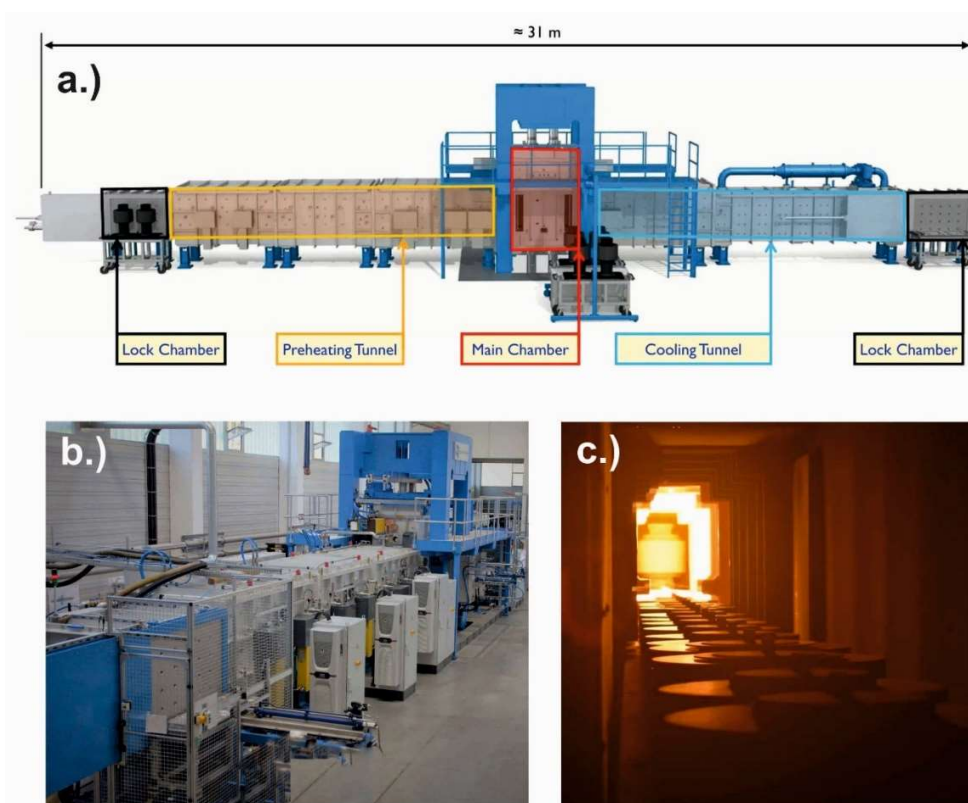 ≈ 31 m
a.)
Lock Chamber
Preheating Tunnel
Main Chamber
Cooling Tunnel
Lock Chamber
b.)
c.)